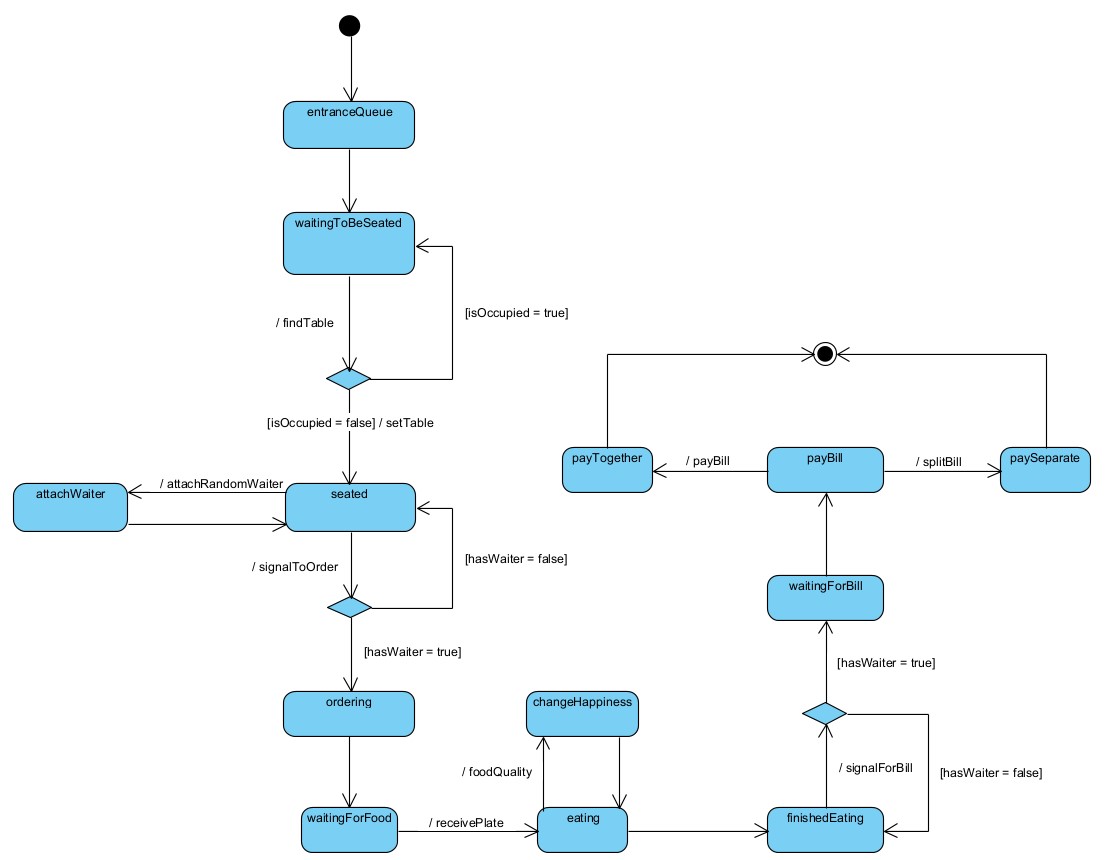 entranceQueue
waitingToBeSeated
/ findTable
[isOccupied = true]
[isOccupied = false] / setTable
attachWaiter
/ attachRandomWaiter
seated
/ signalToOrder
[hasWaiter = false]
[hasWaiter = true]
ordering
waitingForFood
/ receivePlate
changeHappiness
/ foodQuality
eating
finishedEating
/ signalForBill
[hasWaiter = false]
[hasWaiter = true]
waitingForBill
payTogether
/ payBill
payBill
/ splitBill
paySeparate